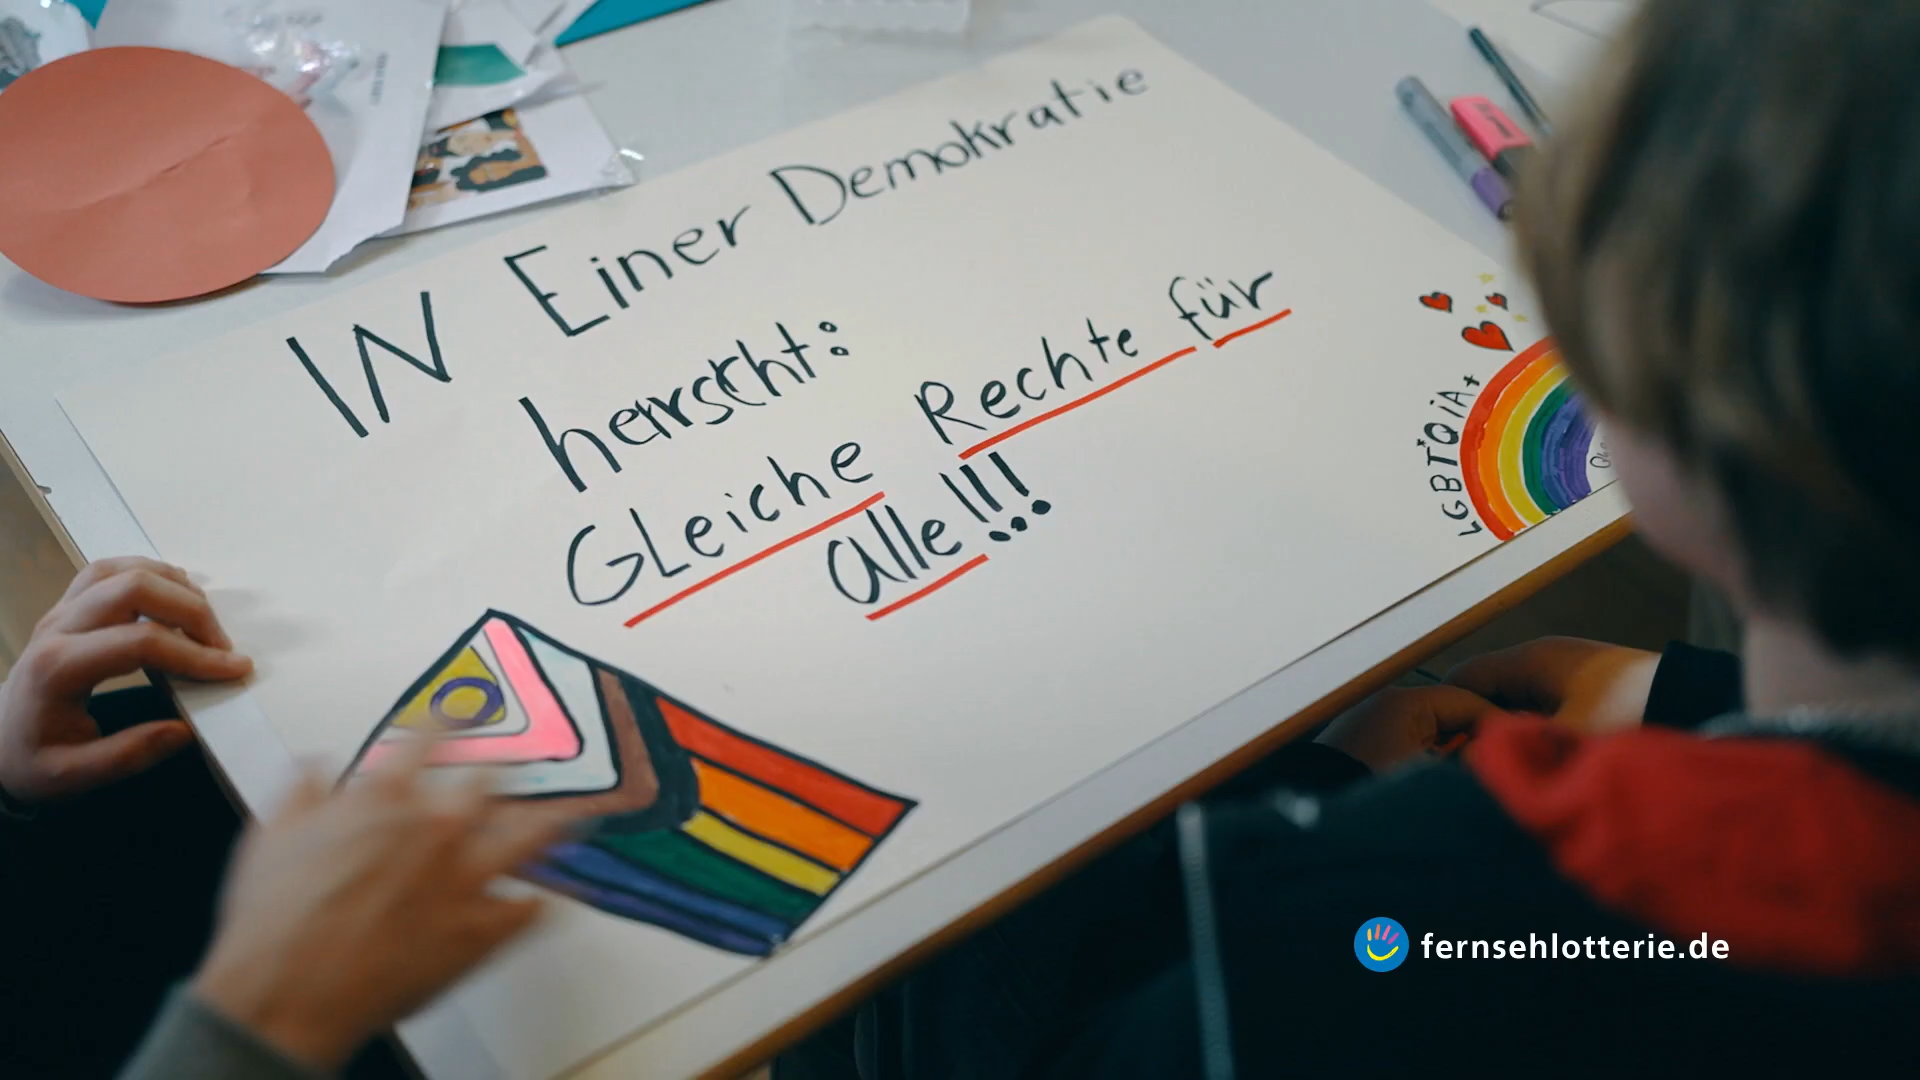 IN Einer Demokratie
herrscht:
Gleiche Rechte für
alle!!!
LGBTQIA+
fernsehlotterie.de